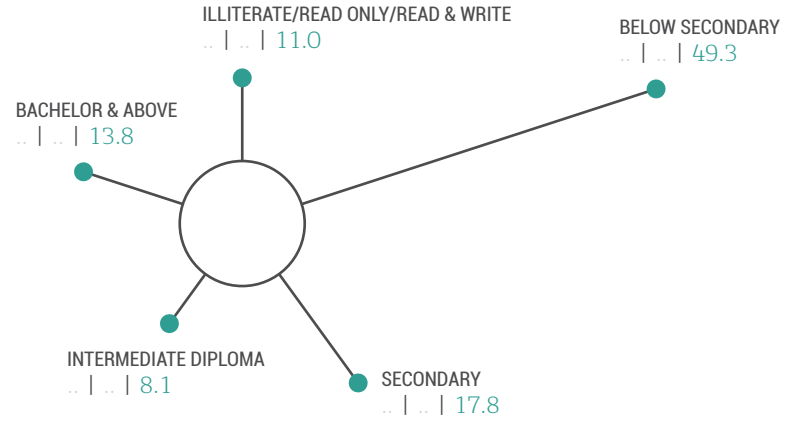 ILLITERATE/READ ONLY/READ & WRITE
.. | .. | 11.0
BELOW SECONDARY
.. | .. | 49.3
BACHELOR & ABOVE
.. | .. | 13.8
INTERMEDIATE DIPLOMA
.. | .. | 8.1
SECONDARY
.. | .. | 17.8